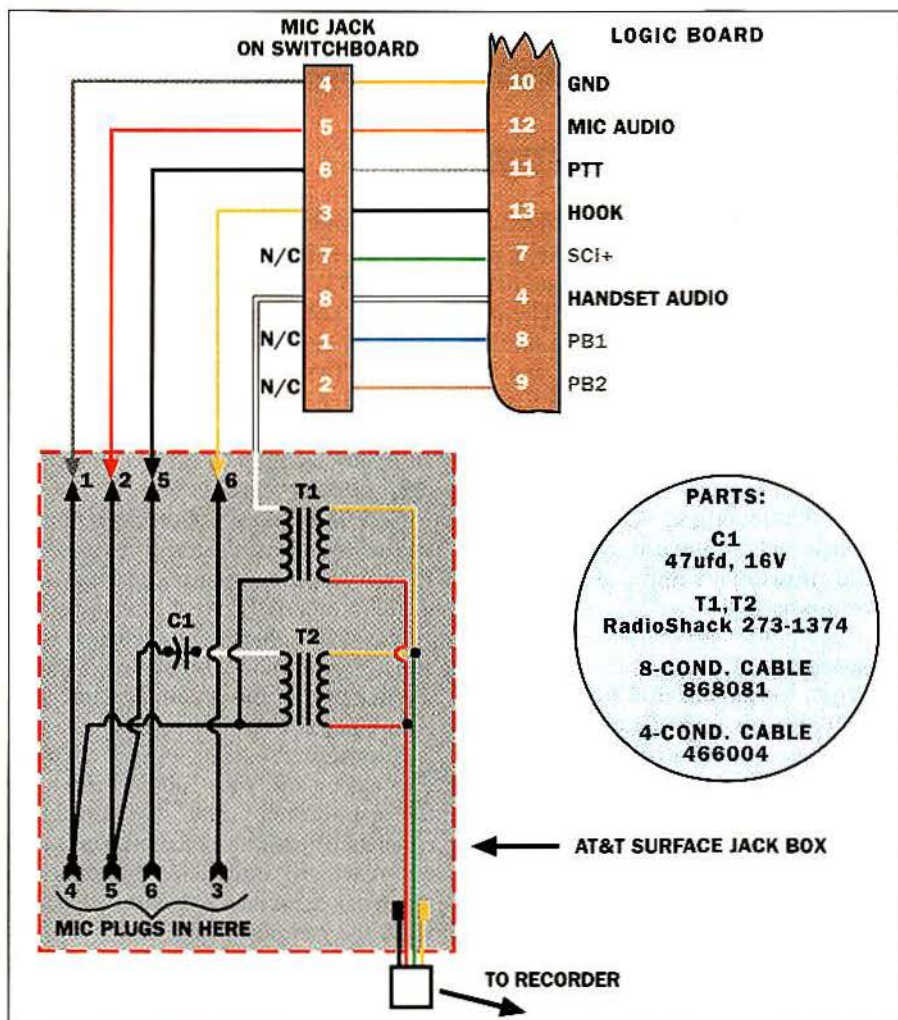 MIC JACK
ON SWITCHBOARD
LOGIC BOARD
4
10
GND
5
12
MIC AUDIO
6
11
PTT
3
13
HOOK
N/C
7
7
SCi+
8
4
HANDSET AUDIO
N/C
1
8
PB1
N/C
2
9
PB2
1
2
5
6
T1
C1
T2
4
5
6
3
MIC PLUGS IN HERE
PARTS:
C1
47ufd, 16V
T1,T2
RadioShack 273-1374
8-COND. CABLE
868081
4-COND. CABLE
466004
AT&T SURFACE JACK BOX
TO RECORDER